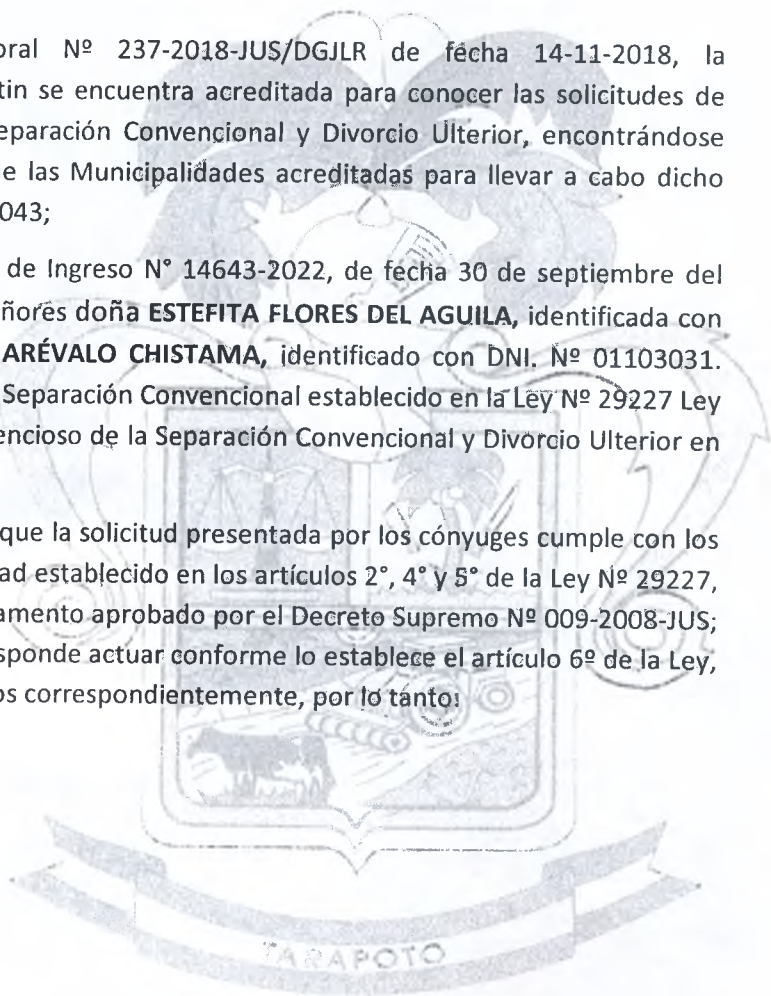 oral Nº 237-2018-JUS/DGJLR de fécha 14-11-2018, la
tin se encuentra acreditada para conocer las solicitudes de
eparación Convencional y Divorcio Ulterior, encontrándose
e las Municipalidades acreditadas para llevar a cabo dicho
043;
de Ingreso N° 14643-2022, de fecha 30 de septiembre del
ñores doña ESTEFITA FLORES DEL AGUILA, identificada con
ARÉVALO CHISTAMA, identificado con DNI. Nº 01103031.
Separación Convencional establecido en la Ley Nº 29227 Ley
encioso de la Separación Convencional y Divorcio Ulterior en
que la solicitud presentada por los cónyuges cumple con los
ad establecido en los artículos 2°, 4° y 5° de la Ley Nº 29227,
amento aprobado por el Decreto Supremo Nº 009-2008-JUS;
sponde actuar conforme lo establece el artículo 6º de la Ley,
os correspondientemente, por lo tanto:
TARAPOTO